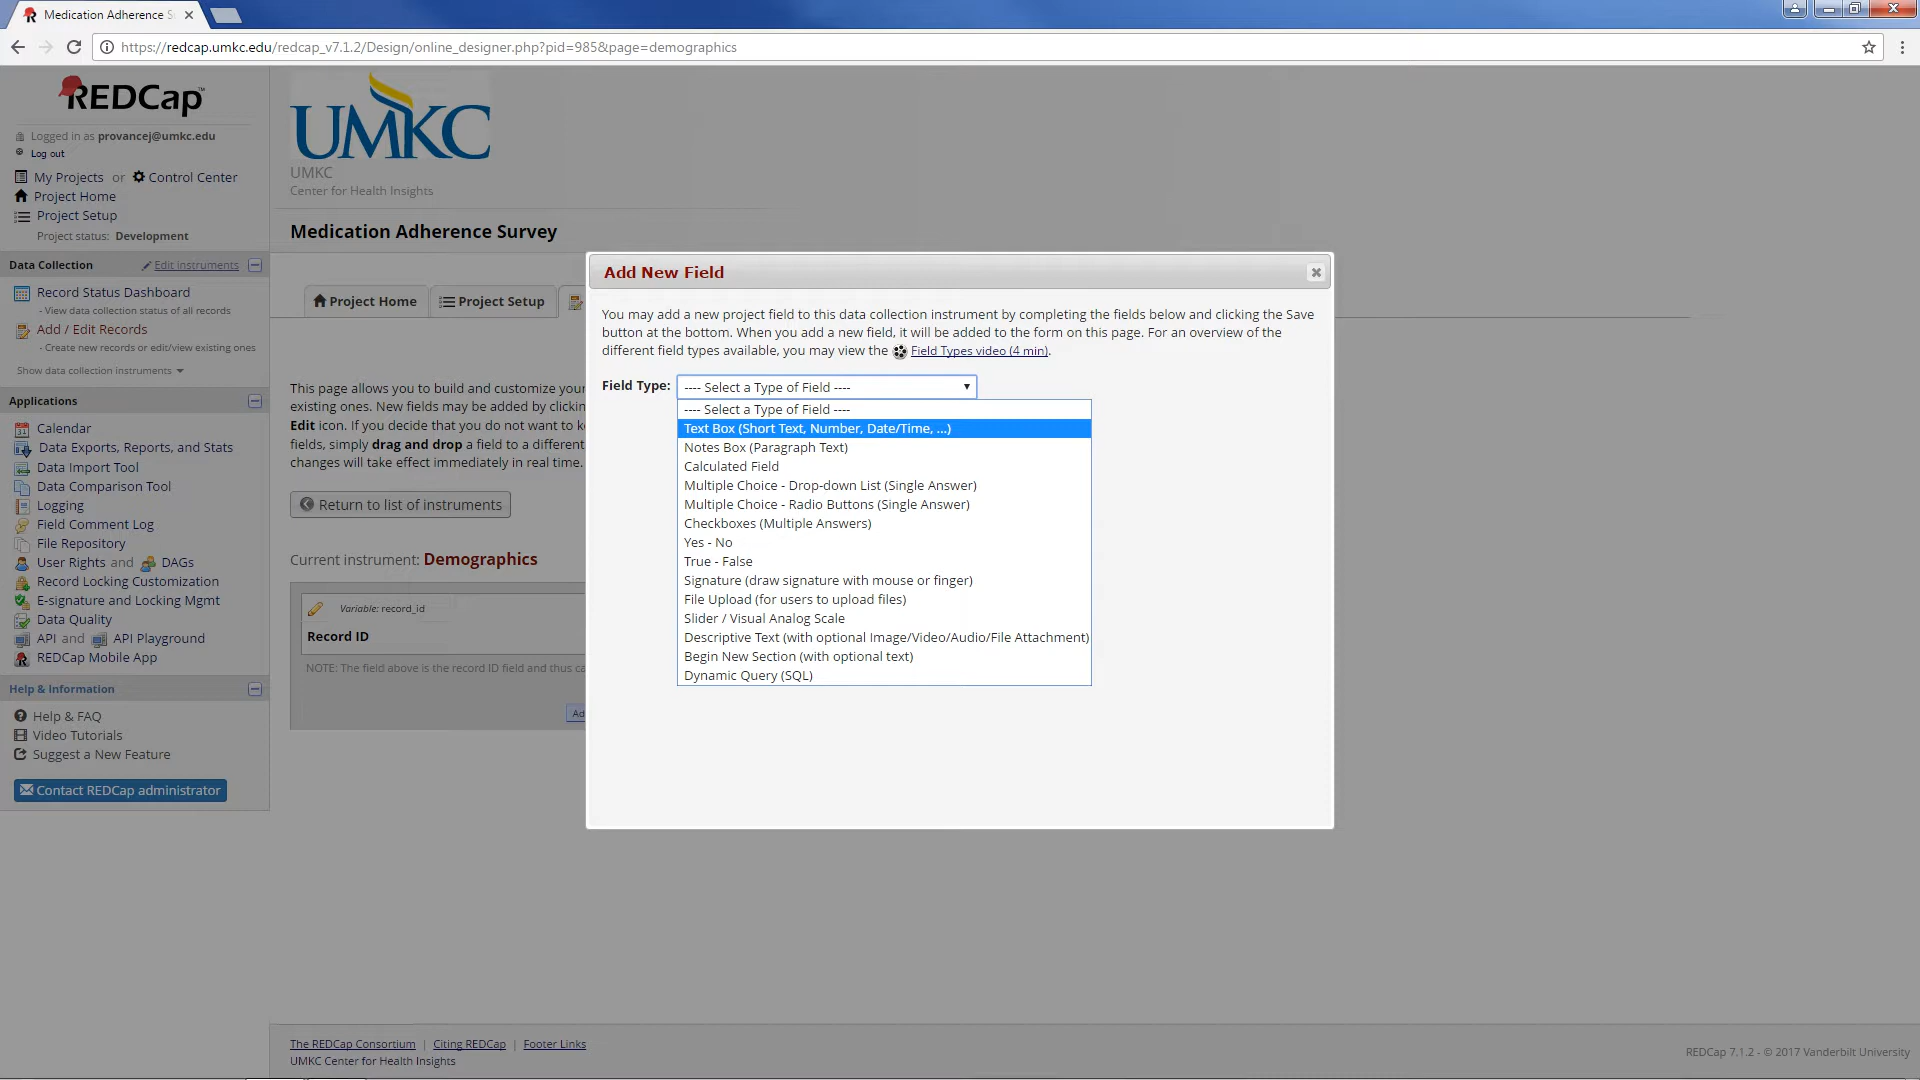 Medication Adherence S
https://redcap.umkc.edu/redcap_v7.1.2/Design/online_designer.php?pid=985&page=demographics
REDCap
Logged in as provancej@umkc.edu
Log out
My Projects or Control Center
Project Home
Project Setup
Project status: Development
Data Collection Edit instruments
Record Status Dashboard
- View data collection status of all records
Add / Edit Records
- Create new records or edit/view existing ones
Show data collection instruments
Applications
Calendar
Data Exports, Reports, and Stats
Data Import Tool
Data Comparison Tool
Logging
Field Comment Log
File Repository
User Rights and DAGs
Record Locking Customization
E-signature and Locking Mgmt
Data Quality
API and API Playground
REDCap Mobile App
Help & Information
Help & FAQ
Video Tutorials
Suggest a New Feature
Contact REDCap administrator
UMKC
UMKC
Center for Health Insights
Medication Adherence Survey
Project Home Project Setup
This page allows you to build and customize your
existing ones. New fields may be added by clickin
Edit icon. If you decide that you do not want to k
fields, simply drag and drop a field to a different
changes will take effect immediately in real time.
Return to list of instruments
Current instrument: Demographics
Variable: record_id
Record ID
NOTE: The field above is the record ID field and thus ca
Ad
Add New Field
You may add a new project field to this data collection instrument by completing the fields below and clicking the Save
button at the bottom. When you add a new field, it will be added to the form on this page. For an overview of the
different field types available, you may view the Field Types video (4 min).
Field Type: ---- Select a Type of Field ----
---- Select a Type of Field ----
Text Box (Short Text, Number, Date/Time, ...)
Notes Box (Paragraph Text)
Calculated Field
Multiple Choice - Drop-down List (Single Answer)
Multiple Choice - Radio Buttons (Single Answer)
Checkboxes (Multiple Answers)
Yes - No
True - False
Signature (draw signature with mouse or finger)
File Upload (for users to upload files)
Slider / Visual Analog Scale
Descriptive Text (with optional Image/Video/Audio/File Attachment)
Begin New Section (with optional text)
Dynamic Query (SQL)
The REDCap Consortium | Citing REDCap | Footer Links
UMKC Center for Health Insights
REDCap 7.1.2 - © 2017 Vanderbilt University